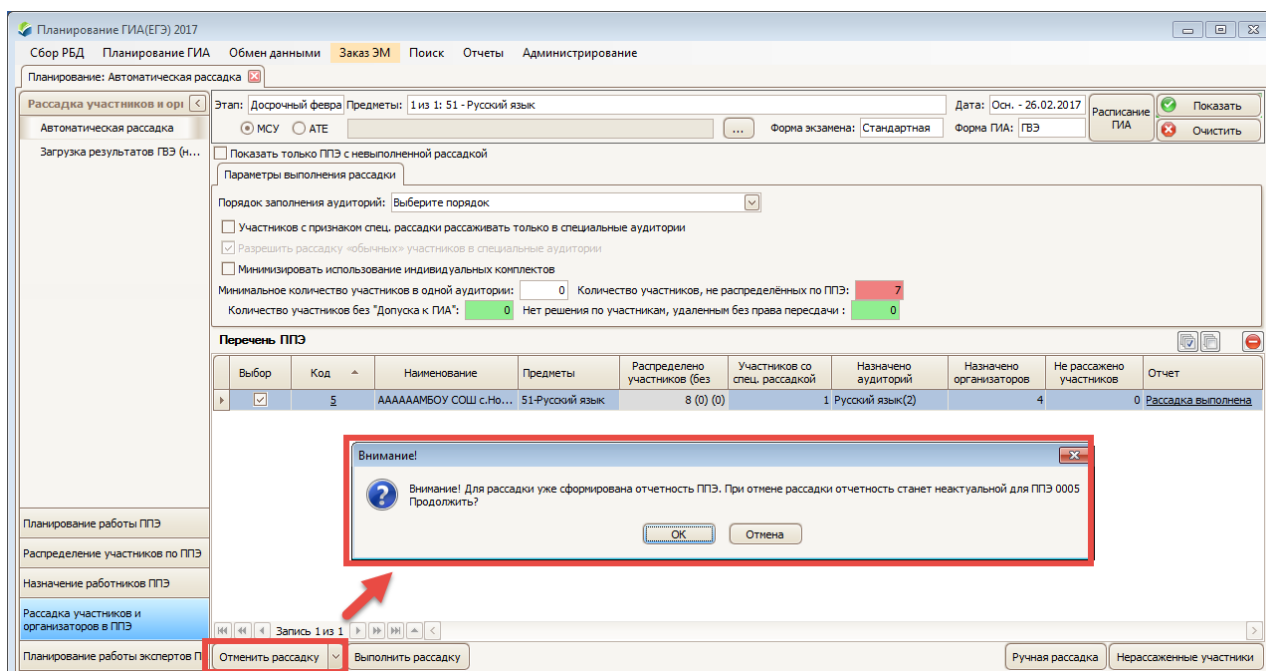 Планирование ГИА(ЕГЭ) 2017
Сбор РБД Планирование ГИА Обмен данными Заказ ЭМ Поиск Отчеты Администрирование
Планирование: Автоматическая рассадка
Рассадка участников и орг
Автоматическая рассадка
Загрузка результатов ГВЭ (н...
Этап: Досрочный февра Предметы: 1 из 1: 51 - Русский язык Дата: Осн. - 26.02.2017
МСУ АТЕ ... Форма экзамена: Стандартная Форма ГИА: ГВЭ
Расписание
ГИА
Показать
Очистить
Показать только ППЭ с невыполненной рассадкой
Параметры выполнения рассадки
Порядок заполнения аудиторий: Выберите порядок
Участников с признаком спец. рассадки рассаживать только в специальные аудитории
Разрешить рассадку «обычных» участников в специальные аудитории
Минимизировать использование индивидуальных комплектов
Минимальное количество участников в одной аудитории: 0 Количество участников, не распределённых по ППЭ: 7
Количество участников без "Допуска к ГИА": 0 Нет решения по участникам, удаленным без права пересдачи : 0
Перечень ППЭ
Выбор Код Наименование Предметы Распределено участников (без Участников со спец. рассадкой Назначено аудиторий Назначено организаторов Не рассажено участников Отчет
5 ААААААМБОУ СОШ с.Но... 51-Русский язык 8 (0) (0) 1 Русский язык(2) 4 0 Рассадка выполнена
Внимание!
Внимание! Для рассадки уже сформирована отчетность ППЭ. При отмене рассадки отчетность станет неактуальной для ППЭ 0005
Продолжить?
ОК Отмена
Планирование работы ППЭ
Распределение участников по ППЭ
Назначение работников ППЭ
Рассадка участников и
организаторов в ППЭ
Планирование работы экспертов П
Запись 1 из 1
Отменить рассадку Выполнить рассадку Ручная рассадка Нерассаженные участники